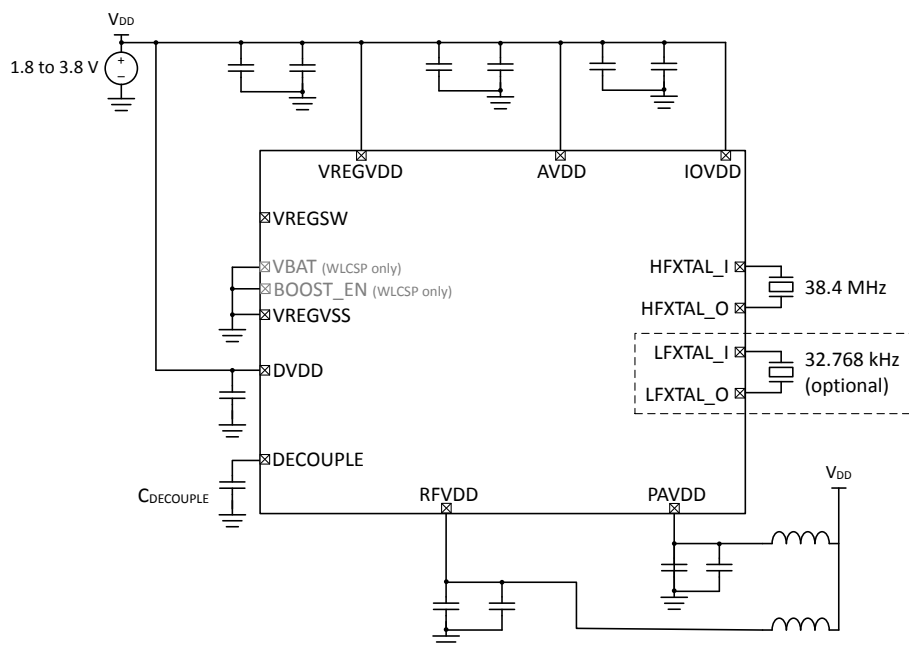 VDD
1.8 to 3.8 V
+
−
VREGVDD
AVDD
IOVDD
VREGSW
VBAT (WLCSP only)
BOOST_EN (WLCSP only)
VREGVSS
DVDD
DECOUPLE
CDECOUPLE
HFXTAL_I
38.4 MHz
HFXTAL_O
LFXTAL_I
32.768 kHz
(optional)
LFXTAL_O
RFVDD
PAVDD
VDD